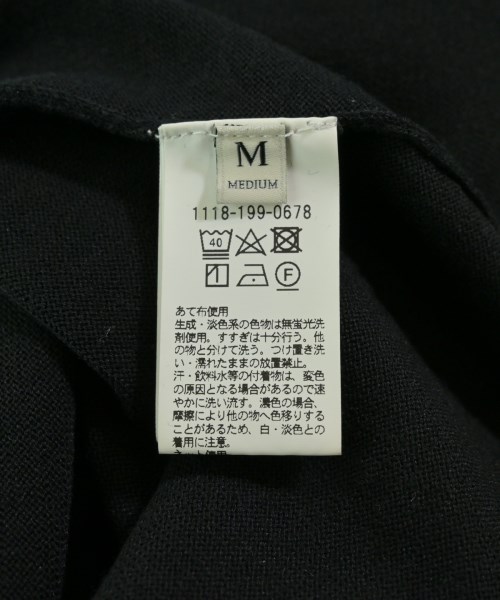 M
MEDIUM
1118-199-0678
40
F
あて布使用
生成・淡色系の色物は無蛍光洗
剤使用。すすぎは十分行う。他
の物と分けて洗う。つけ置き洗
い・濡れたままの放置禁止。
汗・飲料水等の付着物は、変色
の原因となる場合があるので速
やかに洗い流す。濃色の場合、
摩擦により他の物へ色移りする
ことがあるため、白・淡色との
着用に注意。
ネット使用